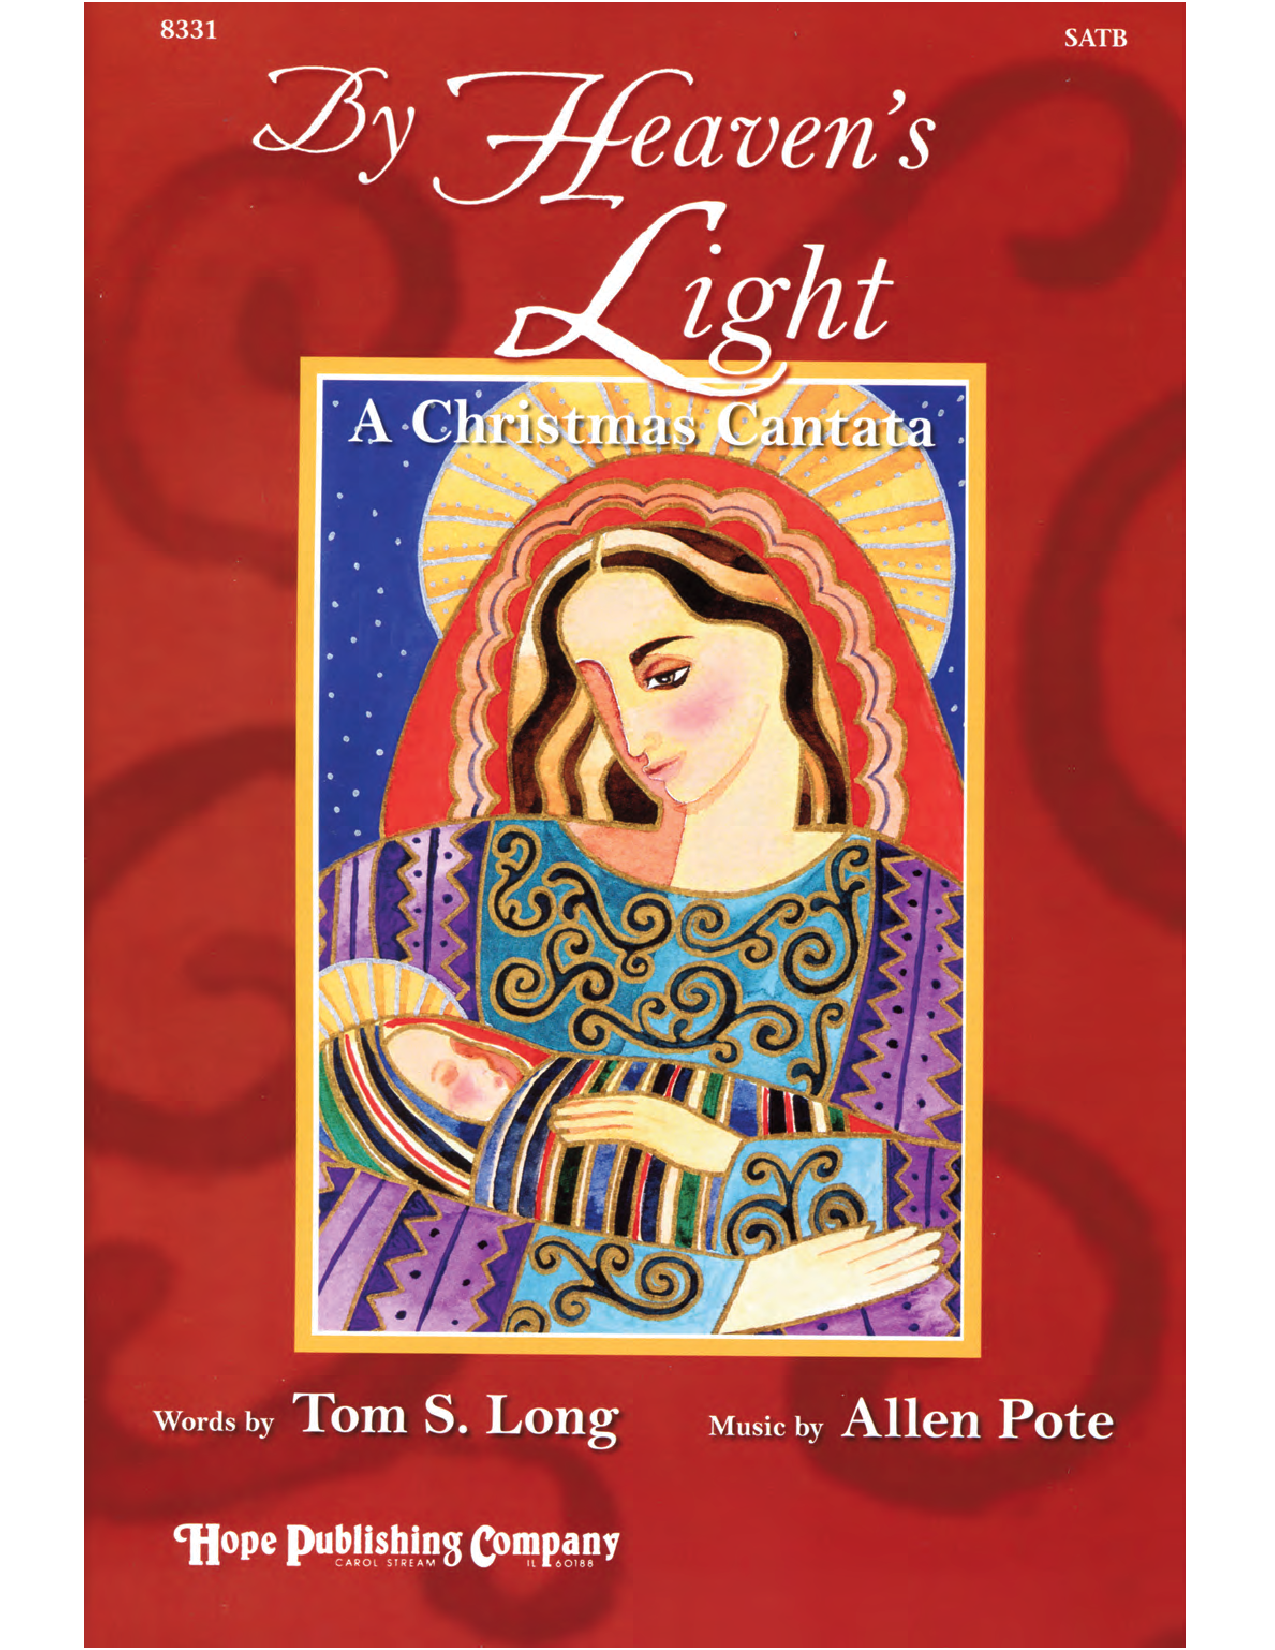 8331
SATB
By Heaven's
Light
A Christmas Cantata
Words by Tom S. Long
Music by Allen Pote
Hope Publishing Company
CAROL STREAM IL 60188